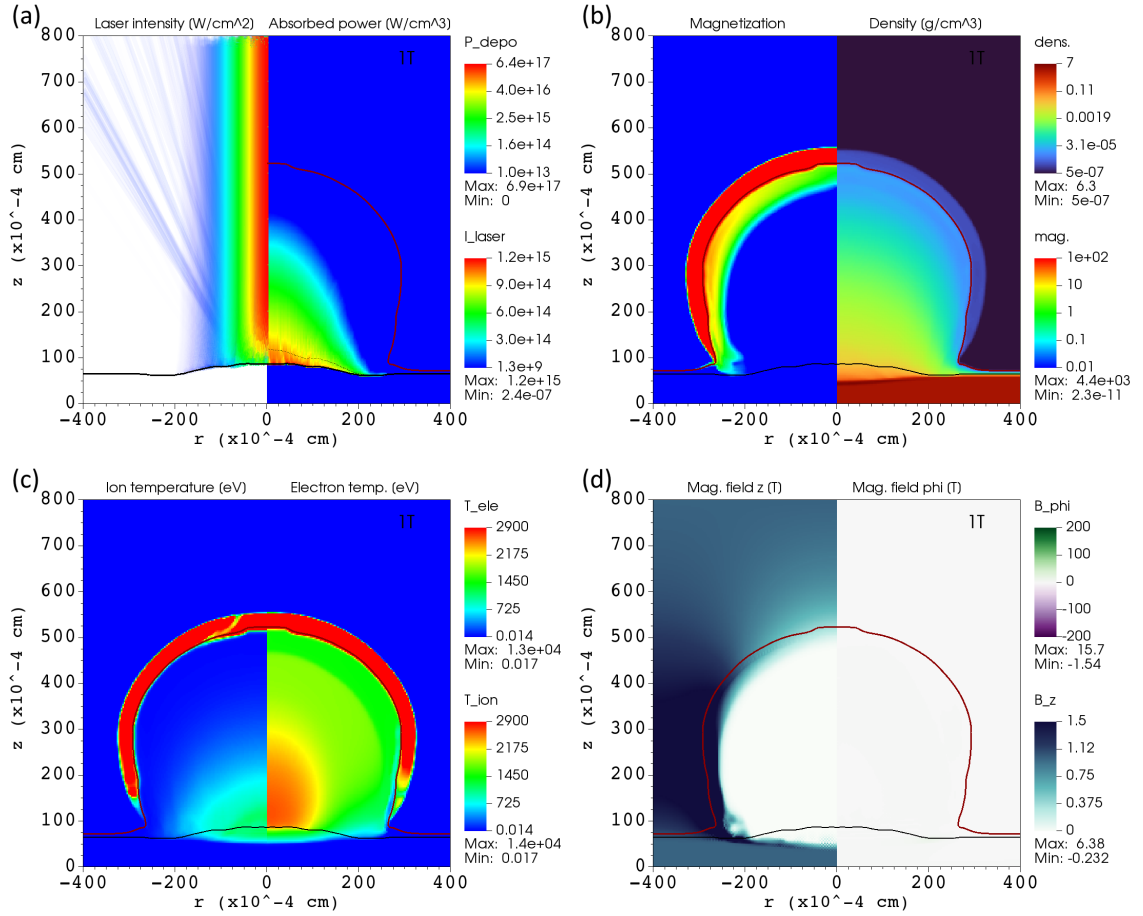 (a)
Laser intensity [W/cm^2] Absorbed power [W/cm^3]
1T
800
700
600
500
400
300
200
100
0
z (x10^-4 cm)
-400 -200 0 200 400
r (x10^-4 cm)
P_depo
6.4e+17
4.0e+16
2.5e+15
1.6e+14
1.0e+13
Max: 6.9e+17
Min: 0
I_laser
1.2e+15
9.0e+14
6.0e+14
3.0e+14
1.3e+9
Max: 1.2e+15
Min: 2.4e-07
(b)
Magnetization Density [g/cm^3]
1T
800
700
600
500
400
300
200
100
0
z (x10^-4 cm)
-400 -200 0 200 400
r (x10^-4 cm)
dens.
7
0.11
0.0019
3.1e-05
5e-07
Max: 6.3
Min: 5e-07
mag.
1e+02
10
1
0.1
0.01
Max: 4.4e+03
Min: 2.3e-11
(c)
Ion temperature [eV] Electron temp. [eV]
1T
800
700
600
500
400
300
200
100
0
z (x10^-4 cm)
-400 -200 0 200 400
r (x10^-4 cm)
T_ele
2900
2175
1450
725
0.014
Max: 1.3e+04
Min: 0.017
T_ion
2900
2175
1450
725
0.014
Max: 1.4e+04
Min: 0.017
(d)
Mag. field z [T] Mag. field phi [T]
1T
800
700
600
500
400
300
200
100
0
z (x10^-4 cm)
-400 -200 0 200 400
r (x10^-4 cm)
B_phi
200
100
0
-100
-200
Max: 15.7
Min: -1.54
B_z
1.5
1.12
0.75
0.375
0
Max: 6.38
Min: -0.232